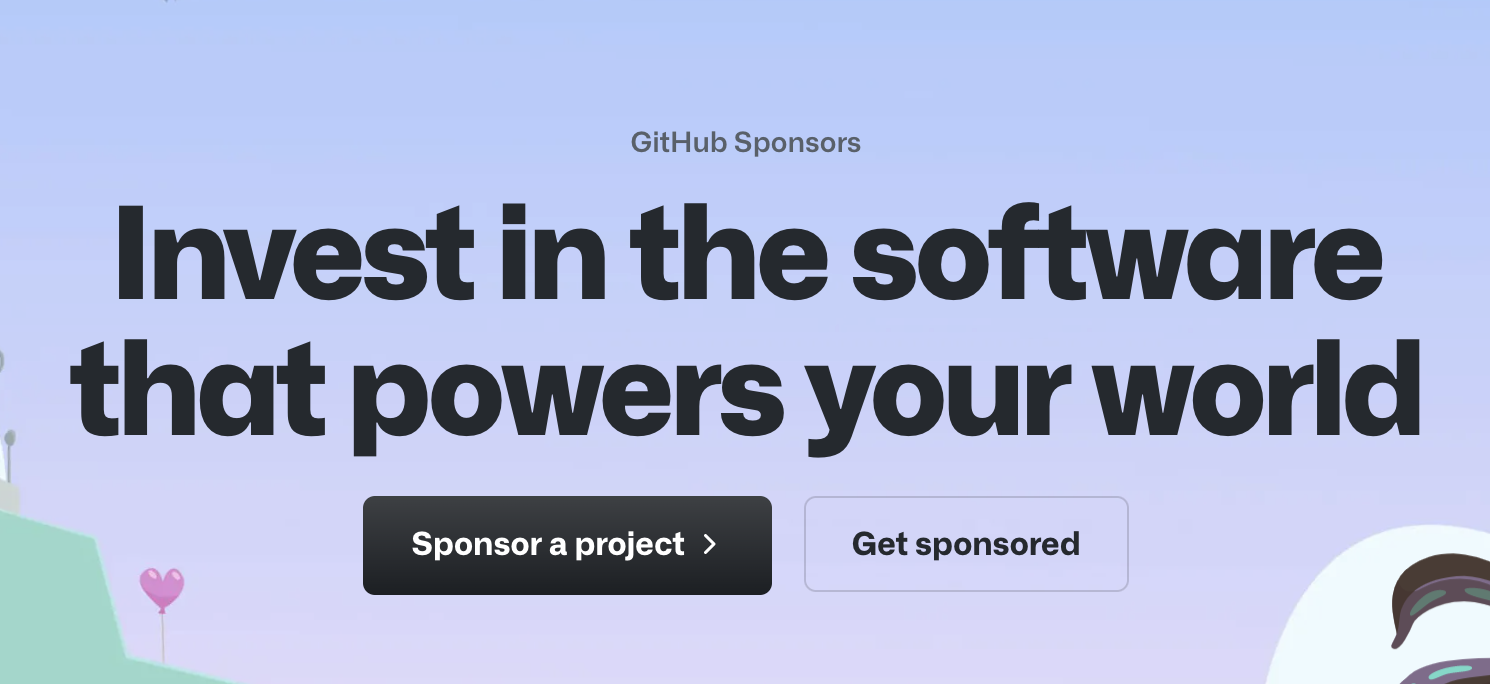 GitHub Sponsors
Invest in the software
that powers your world
Sponsor a project
Get sponsored